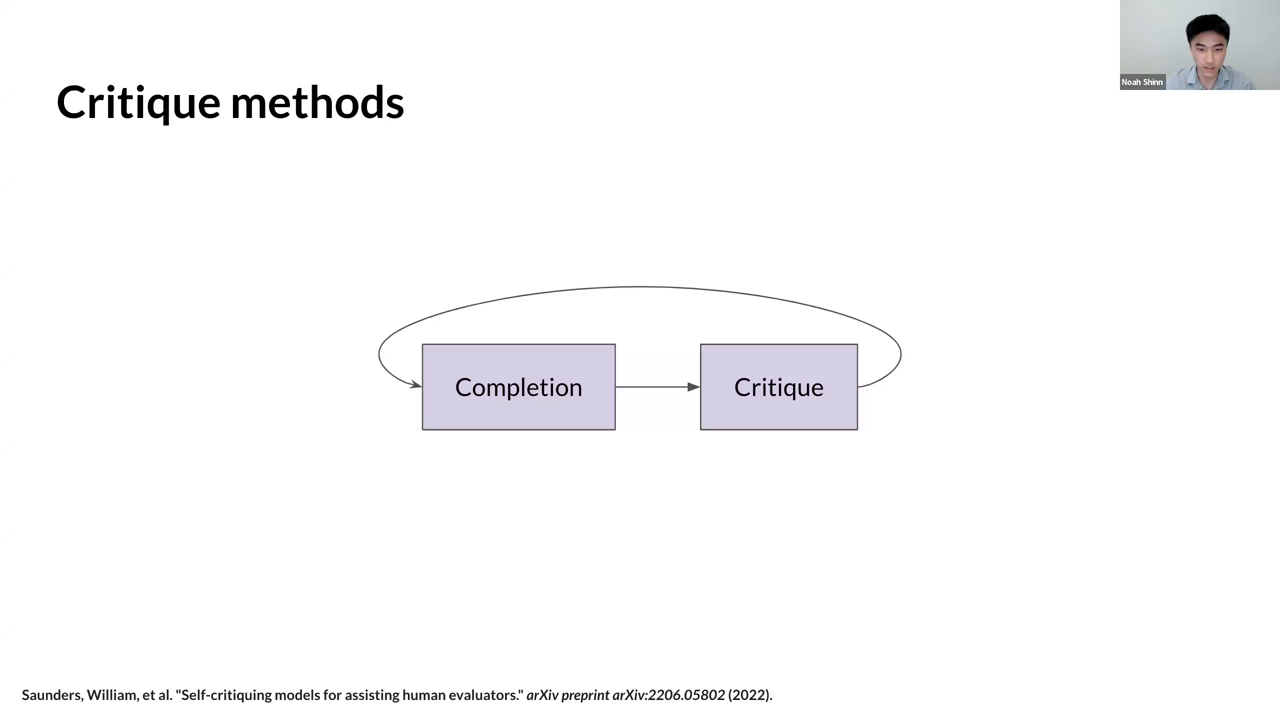 Noah Shinn
Critique methods
Completion
Critique
Saunders, William, et al. "Self-critiquing models for assisting human evaluators." arXiv preprint arXiv:2206.05802 (2022).